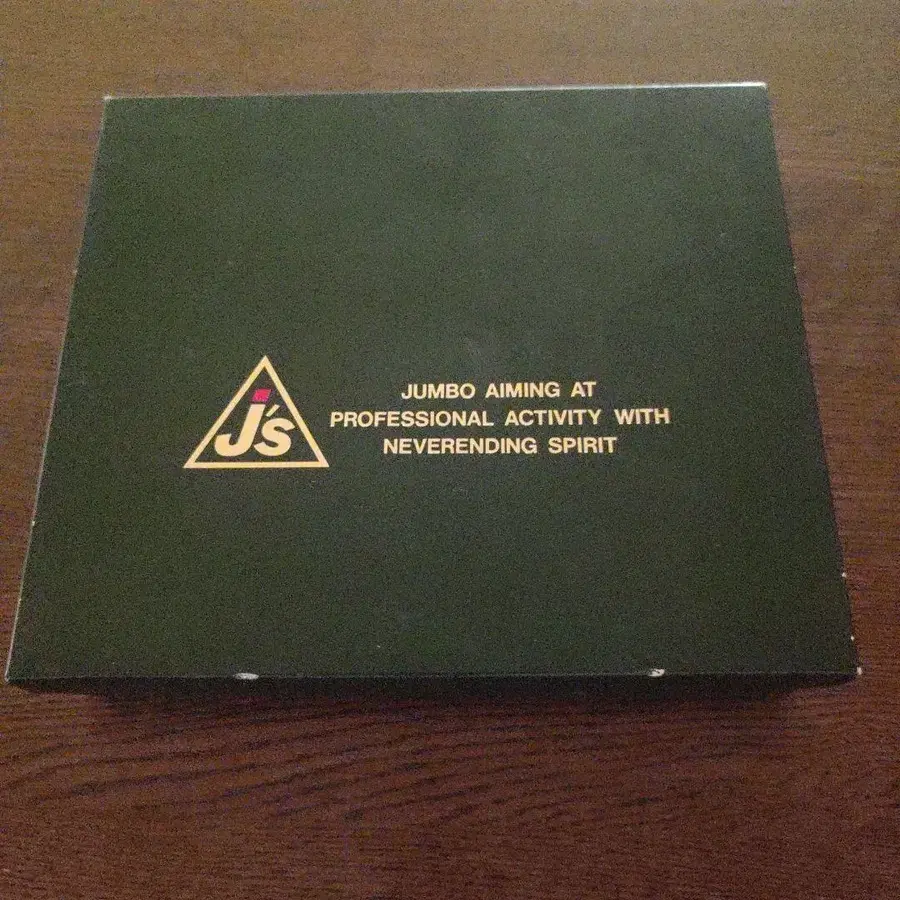 J's
JUMBO AIMING AT
PROFESSIONAL ACTIVITY WITH
NEVERENDING SPIRIT